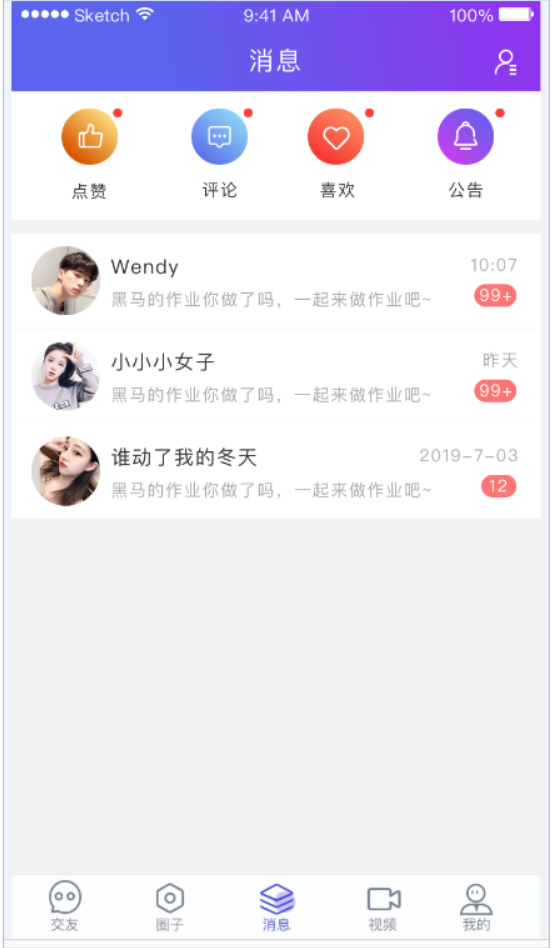 Sketch 9:41 AM 100%
消息
点赞 评论 喜欢 公告
Wendy 10:07
黑马的作业你做了吗，一起来做作业吧~ 99+
小小小女子 昨天
黑马的作业你做了吗，一起来做作业吧~ 99+
谁动了我的冬天 2019-7-03
黑马的作业你做了吗，一起来做作业吧~ 12
交友 圈子 消息 视频 我的